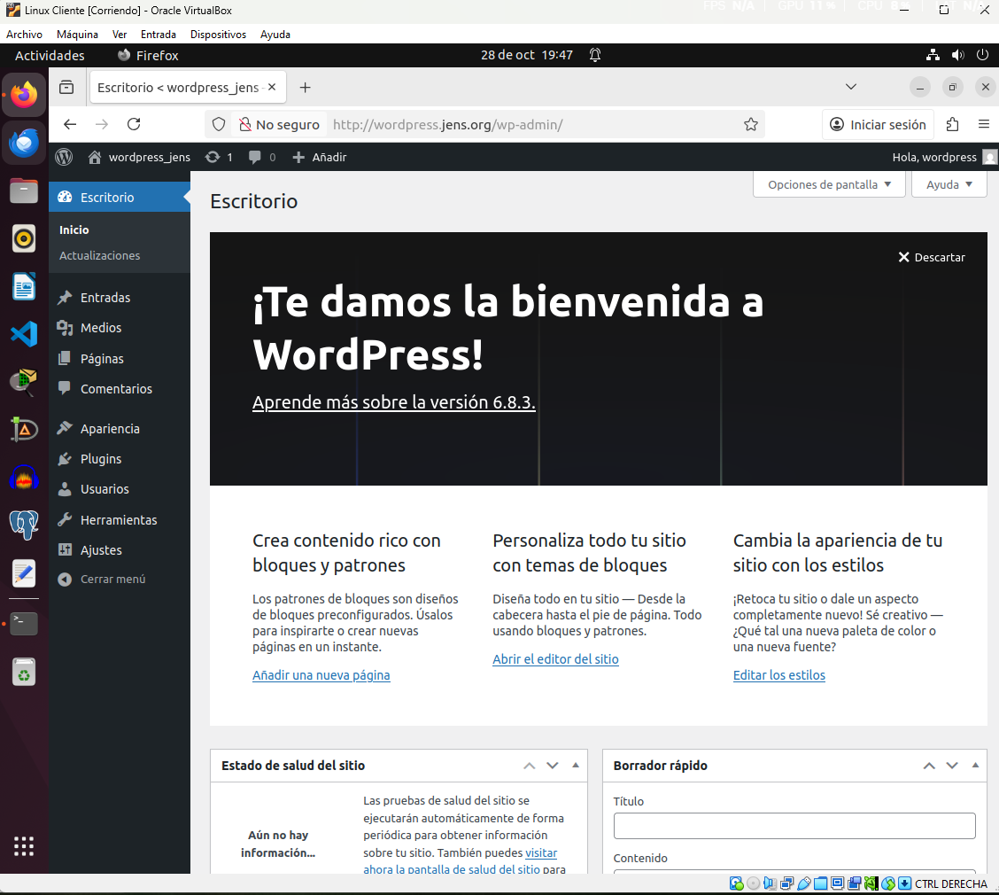 Linux Cliente [Corriendo] - Oracle VirtualBox
FPS N/A GPU 11 % CPU
Archivo Máquina Ver Entrada Dispositivos Ayuda
Actividades Firefox 28 de oct 19:47
Escritorio < wordpress_jens -
No seguro http://wordpress.jens.org/wp-admin/ Iniciar sesión
wordpress_jens 1 0 Añadir Hola, wordpress
Opciones de pantalla Ayuda
Escritorio
Inicio
Actualizaciones
Entradas
Medios
Páginas
Comentarios
Apariencia
Plugins
Usuarios
Herramientas
Ajustes
Cerrar menú
Escritorio
Descartar
¡Te damos la bienvenida a
WordPress!
Aprende más sobre la versión 6.8.3.
Crea contenido rico con
bloques y patrones
Los patrones de bloques son diseños
de bloques preconfigurados. Úsalos
para inspirarte o crear nuevas
páginas en un instante.
Añadir una nueva página
Personaliza todo tu sitio
con temas de bloques
Diseña todo en tu sitio — Desde la
cabecera hasta el pie de página. Todo
usando bloques y patrones.
Abrir el editor del sitio
Cambia la apariencia de tu
sitio con los estilos
¡Retoca tu sitio o dale un aspecto
completamente nuevo! Sé creativo —
¿Qué tal una nueva paleta de color o
una nueva fuente?
Editar los estilos
Estado de salud del sitio
Aún no hay
información...
Las pruebas de salud del sitio se
ejecutarán automáticamente de forma
periódica para obtener información
sobre tu sitio. También puedes visitar
ahora la pantalla de salud del sitio para
Borrador rápido
Título
Contenido
CTRL DERECHA